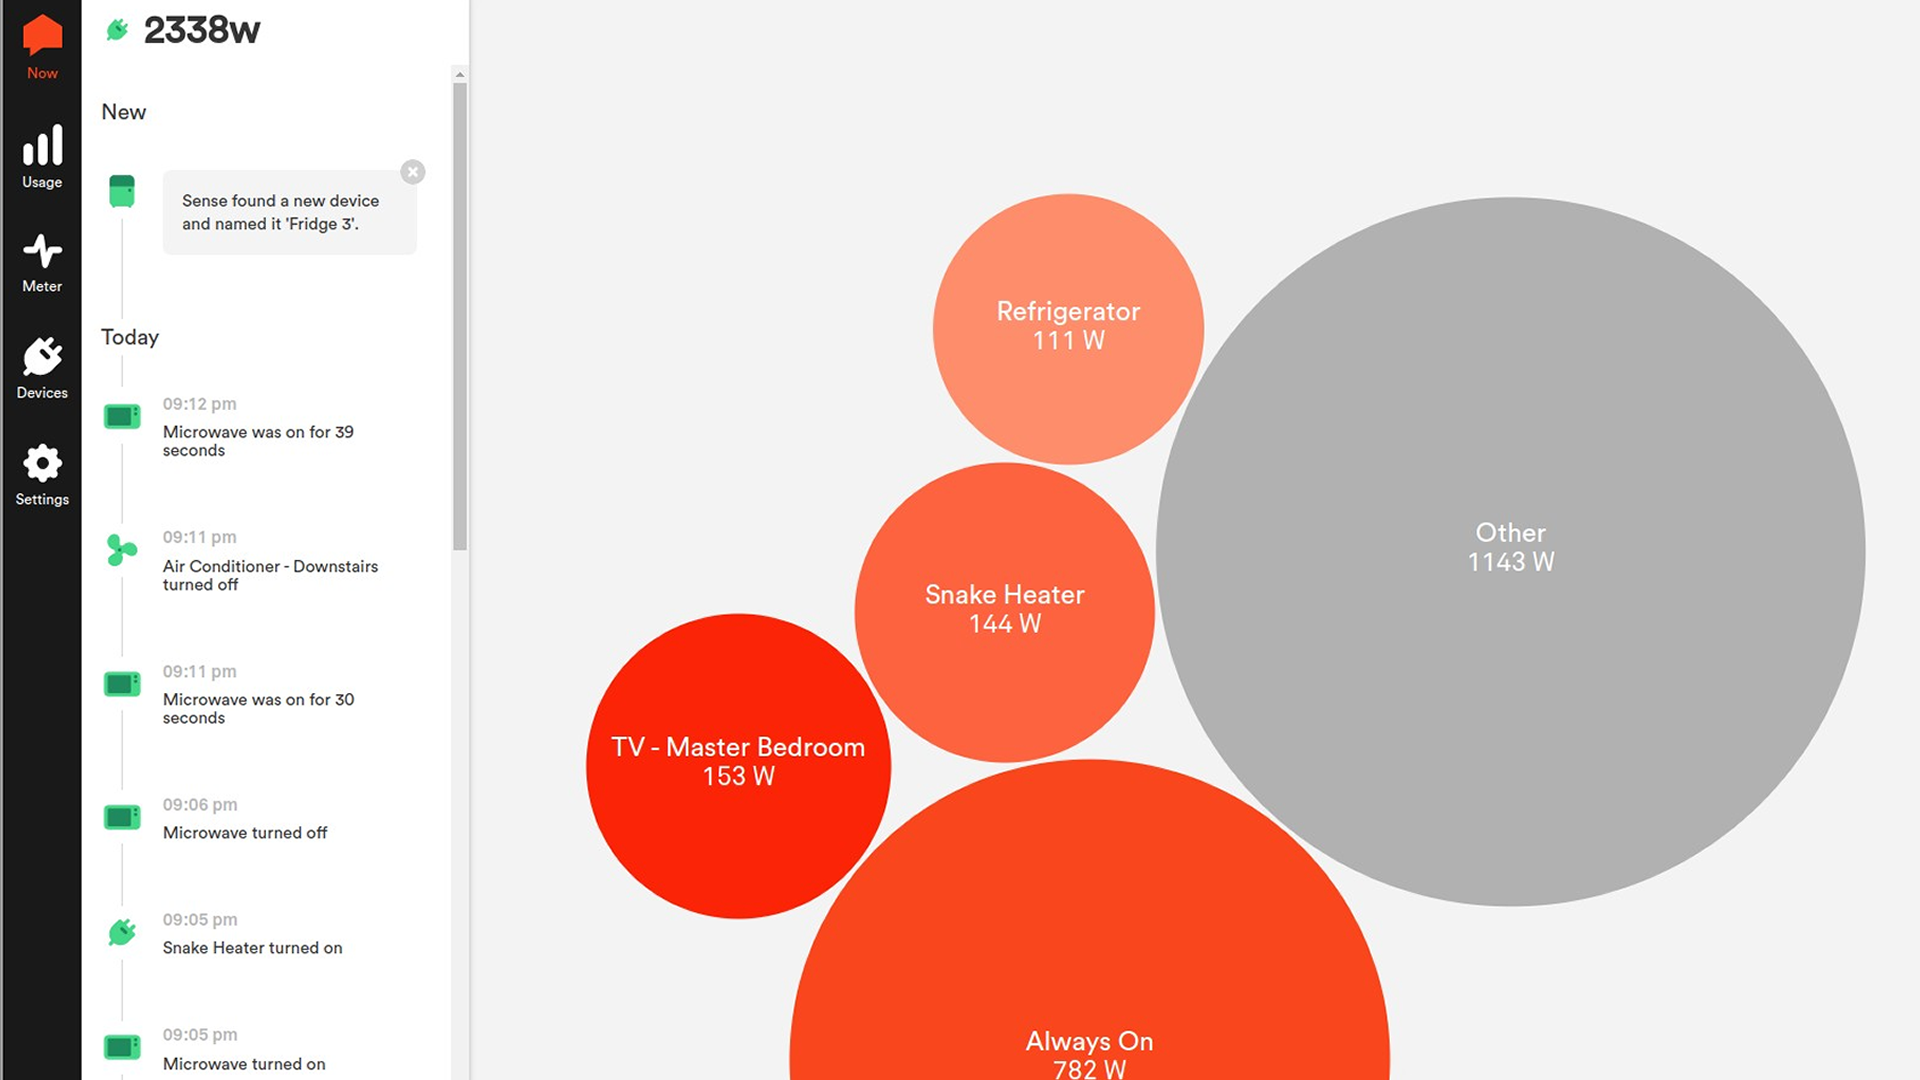 2338w
Now
Usage
Meter
Devices
Settings
New
Sense found a new device
and named it 'Fridge 3'.
Today
09:12 pm
Microwave was on for 39
seconds
09:11 pm
Air Conditioner - Downstairs
turned off
09:11 pm
Microwave was on for 30
seconds
09:06 pm
Microwave turned off
09:05 pm
Snake Heater turned on
09:05 pm
Microwave turned on
Refrigerator
111 W
Other
1143 W
Snake Heater
144 W
TV - Master Bedroom
153 W
Always On
782 W